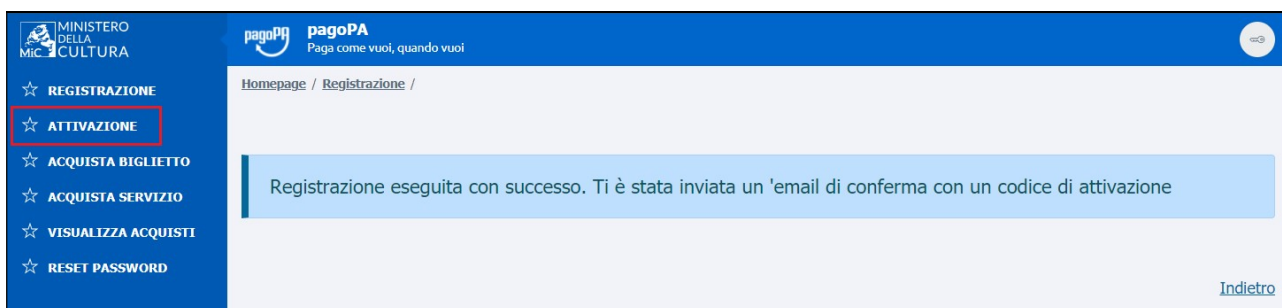 MINISTERO
DELLA
MiC CULTURA
pagoPA
pagoPA
Paga come vuoi, quando vuoi
Homepage / Registrazione /
REGISTRAZIONE
ATTIVAZIONE
ACQUISTA BIGLIETTO
ACQUISTA SERVIZIO
VISUALIZZA ACQUISTI
RESET PASSWORD
Registrazione eseguita con successo. Ti è stata inviata un 'email di conferma con un codice di attivazione
Indietro